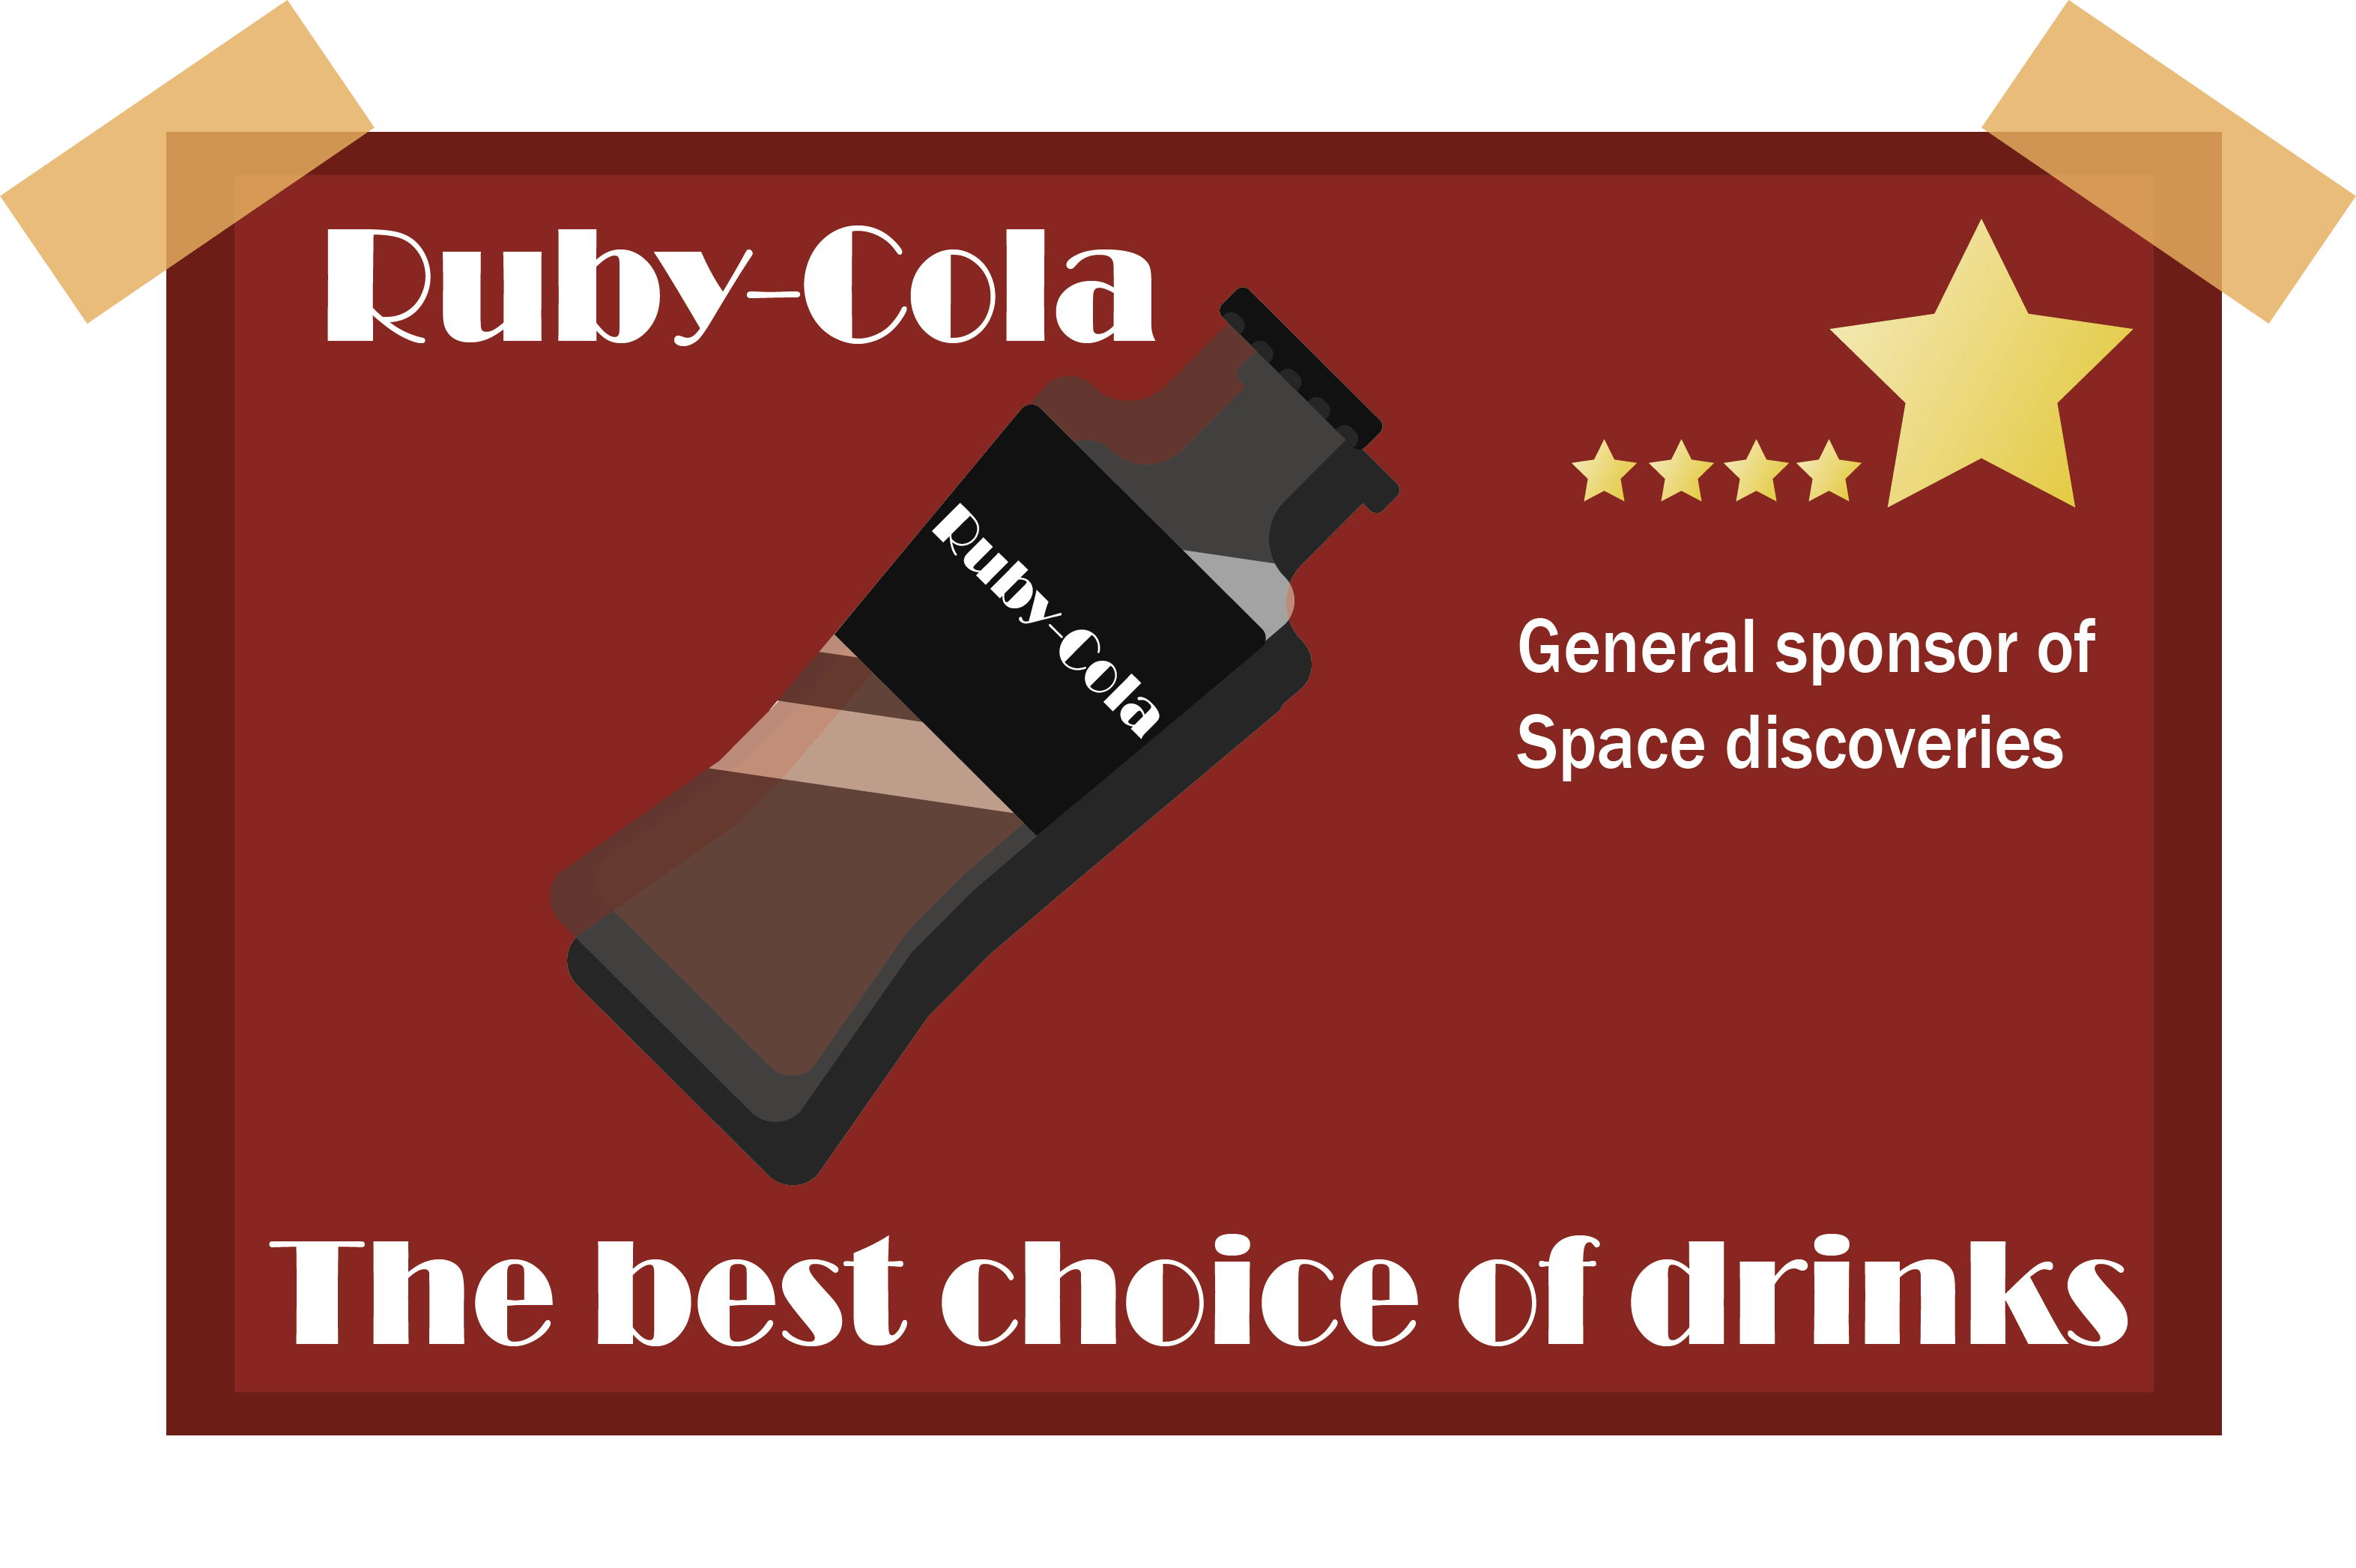 Ruby-Cola
Ruby-Cola
General sponsor of
Space discoveries
The best choice of drinks